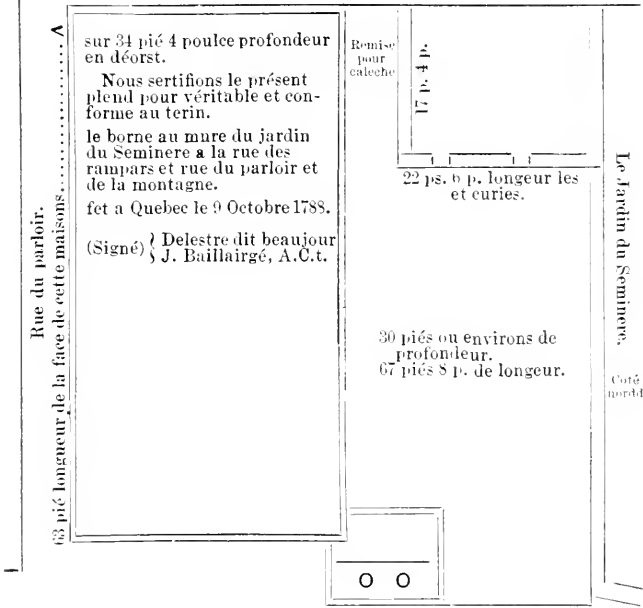 sur 34 pié 4 poulce profondeur
en déorst.
Nous sertifions le présent
plend pour véritable et con-
forme au terin.
le borne au mure du jardin
du Seminere a la rue des
rampars et rue du parloir et
de la montagne.
fet a Quebec le 9 Octobre 1788.
(Signé) { Delestre dit beaujour
J. Baillairgé, A.C.t.
Rue du parloir.
63 pié longueur de la face de cette maisons. A
Remise
pour
caleche
17 p. 4 p.
22 ps. 6 p. longeur les
et curies.
30 piés ou environs de
profondeur.
67 piés 8 p. de longeur.
Le Jardin du Seminere.
Coté
nordd
O O